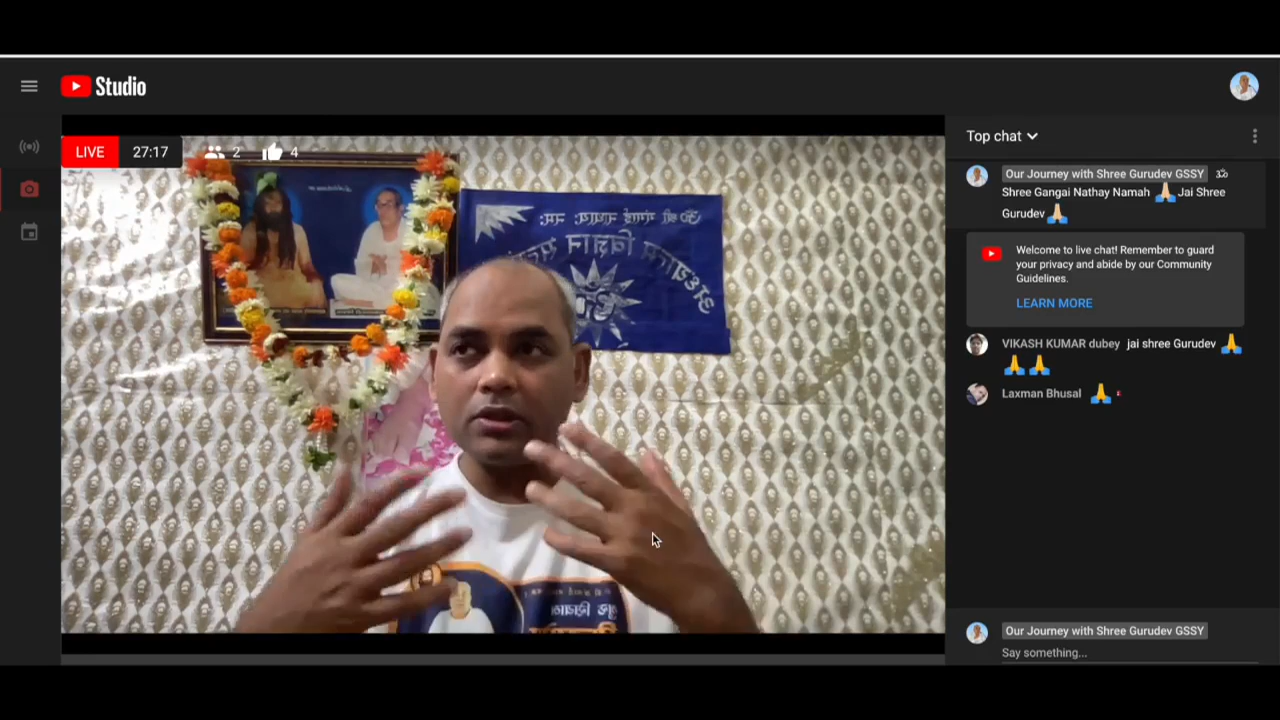 Studio
LIVE 27:17 2 4
ॐ श्री गंगाई नाथाय नमः
Top chat
Our Journey with Shree Gurudev GSSY ૐ
Shree Gangai Nathay Namah 🙏🏻 Jai Shree
Gurudev 🙏🏻
Welcome to live chat! Remember to guard
your privacy and abide by our Community
Guidelines.
LEARN MORE
VIKASH KUMAR dubey jai shree Gurudev 🙏
🙏 🙏
Laxman Bhusal 🙏
Our Journey with Shree Gurudev GSSY
Say something...